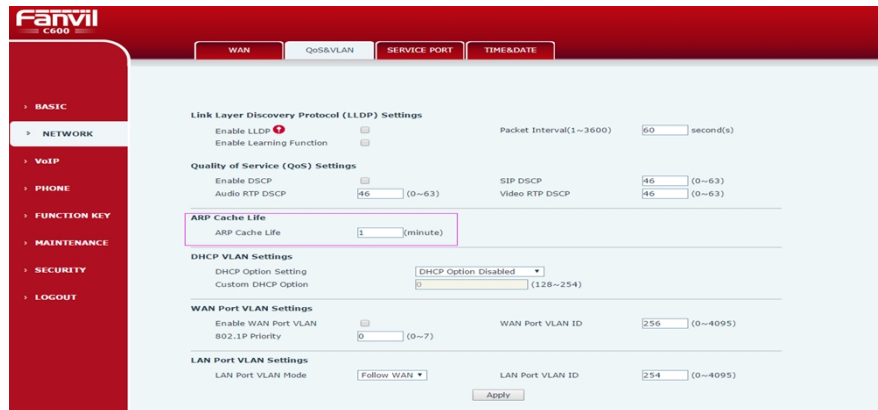 Fanvil
C600
WAN QoS&VLAN SERVICE PORT TIME&DATE
› BASIC
› NETWORK
› VoIP
› PHONE
› FUNCTION KEY
› MAINTENANCE
› SECURITY
› LOGOUT
Link Layer Discovery Protocol (LLDP) Settings
Enable LLDP ? Packet Interval(1~3600) 60 second(s)
Enable Learning Function
Quality of Service (QoS) Settings
Enable DSCP SIP DSCP 46 (0~63)
Audio RTP DSCP 46 (0~63) Video RTP DSCP 46 (0~63)
ARP Cache Life
ARP Cache Life 1 (minute)
DHCP VLAN Settings
DHCP Option Setting DHCP Option Disabled
Custom DHCP Option 0 (128~254)
WAN Port VLAN Settings
Enable WAN Port VLAN WAN Port VLAN ID 256 (0~4095)
802.1P Priority 0 (0~7)
LAN Port VLAN Settings
LAN Port VLAN Mode Follow WAN LAN Port VLAN ID 254 (0~4095)
Apply